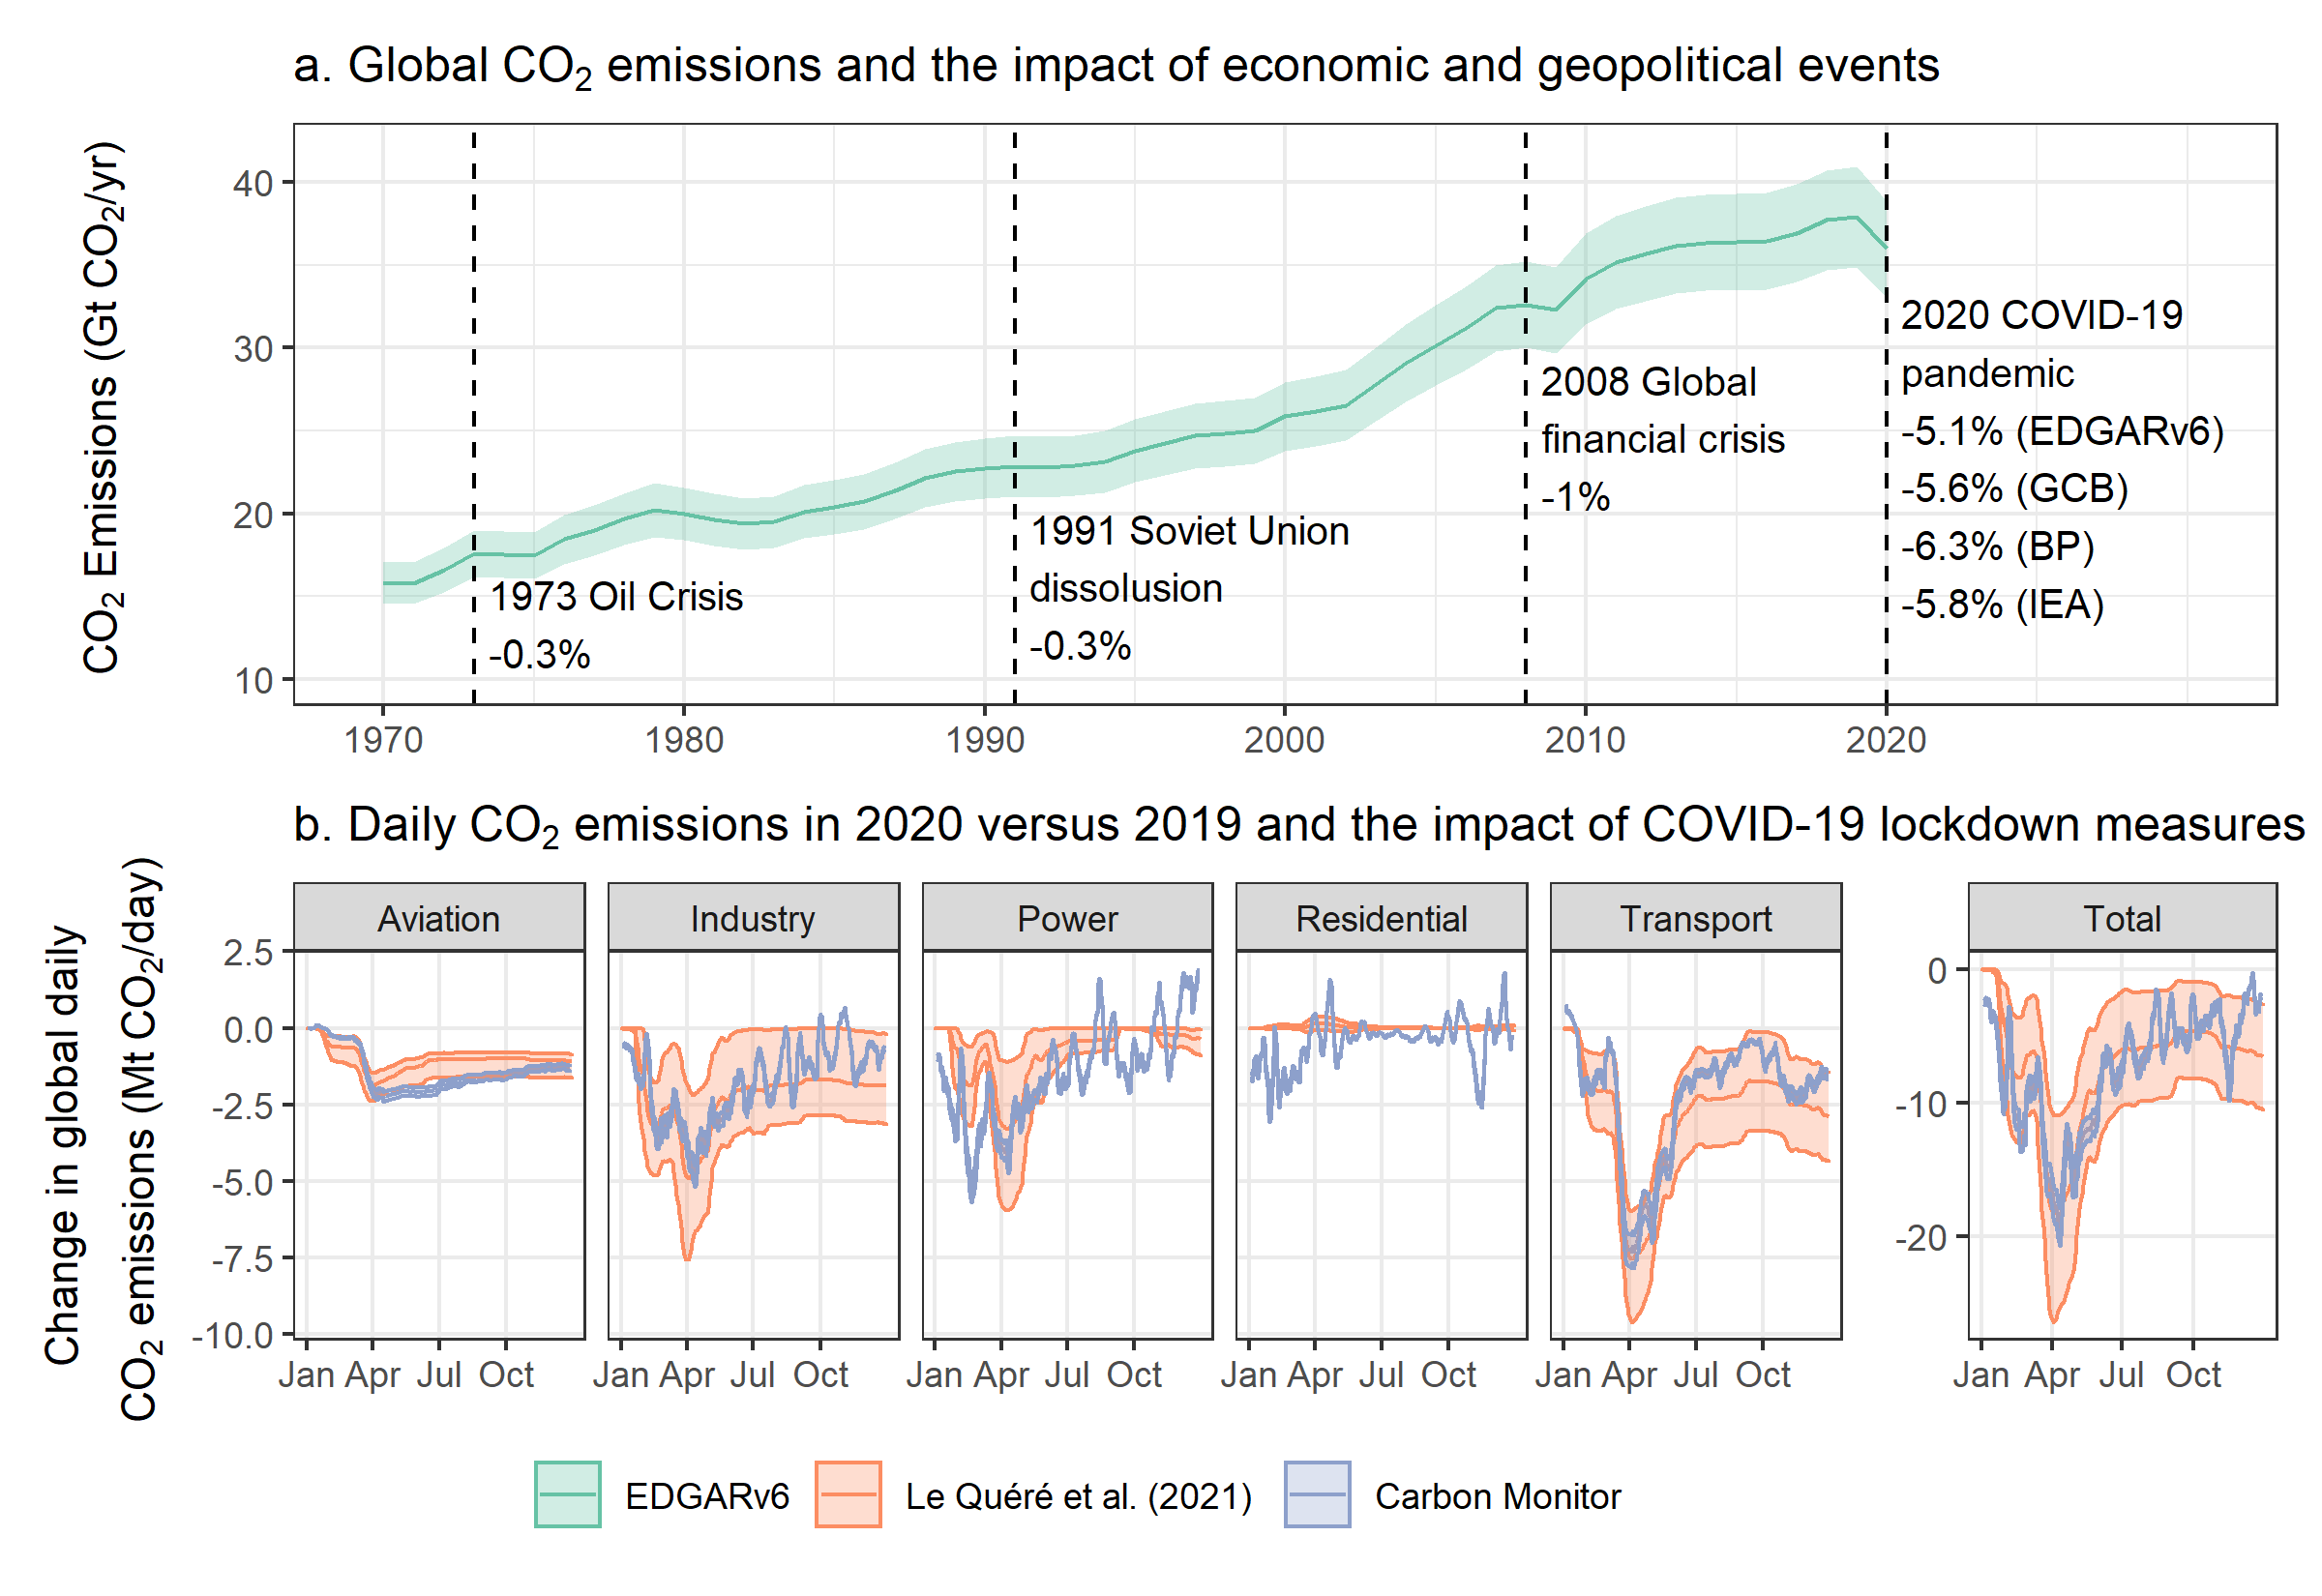 a. Global CO₂ emissions and the impact of economic and geopolitical events
CO₂ Emissions (Gt CO₂/yr)
40
30
20
10
1973 Oil Crisis
-0.3%
1991 Soviet Union
dissolusion
-0.3%
2008 Global
financial crisis
-1%
2020 COVID-19
pandemic
-5.1% (EDGARv6)
-5.6% (GCB)
-6.3% (BP)
-5.8% (IEA)
1970 1980 1990 2000 2010 2020
b. Daily CO₂ emissions in 2020 versus 2019 and the impact of COVID-19 lockdown measures
Change in global daily
CO₂ emissions (Mt CO₂/day)
Aviation Industry Power Residential Transport Total
2.5
0.0
-2.5
-5.0
-7.5
-10.0
0
-10
-20
Jan Apr Jul Oct Jan Apr Jul Oct Jan Apr Jul Oct Jan Apr Jul Oct Jan Apr Jul Oct Jan Apr Jul Oct
EDGARv6 Le Quéré et al. (2021) Carbon Monitor